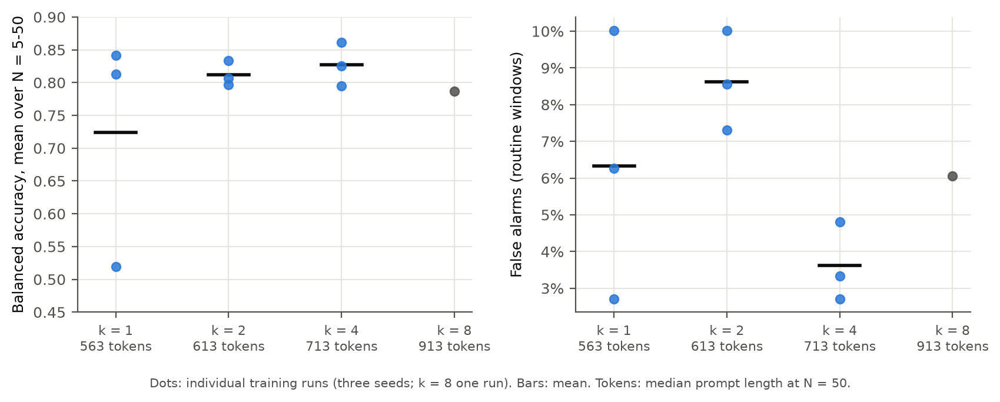 Balanced accuracy, mean over N = 5-50
0.90
0.85
0.80
0.75
0.70
0.65
0.60
0.55
0.50
0.45
k = 1
563 tokens
k = 2
613 tokens
k = 4
713 tokens
k = 8
913 tokens
False alarms (routine windows)
10%
9%
8%
7%
6%
5%
4%
3%
k = 1
563 tokens
k = 2
613 tokens
k = 4
713 tokens
k = 8
913 tokens
Dots: individual training runs (three seeds; k = 8 one run). Bars: mean. Tokens: median prompt length at N = 50.